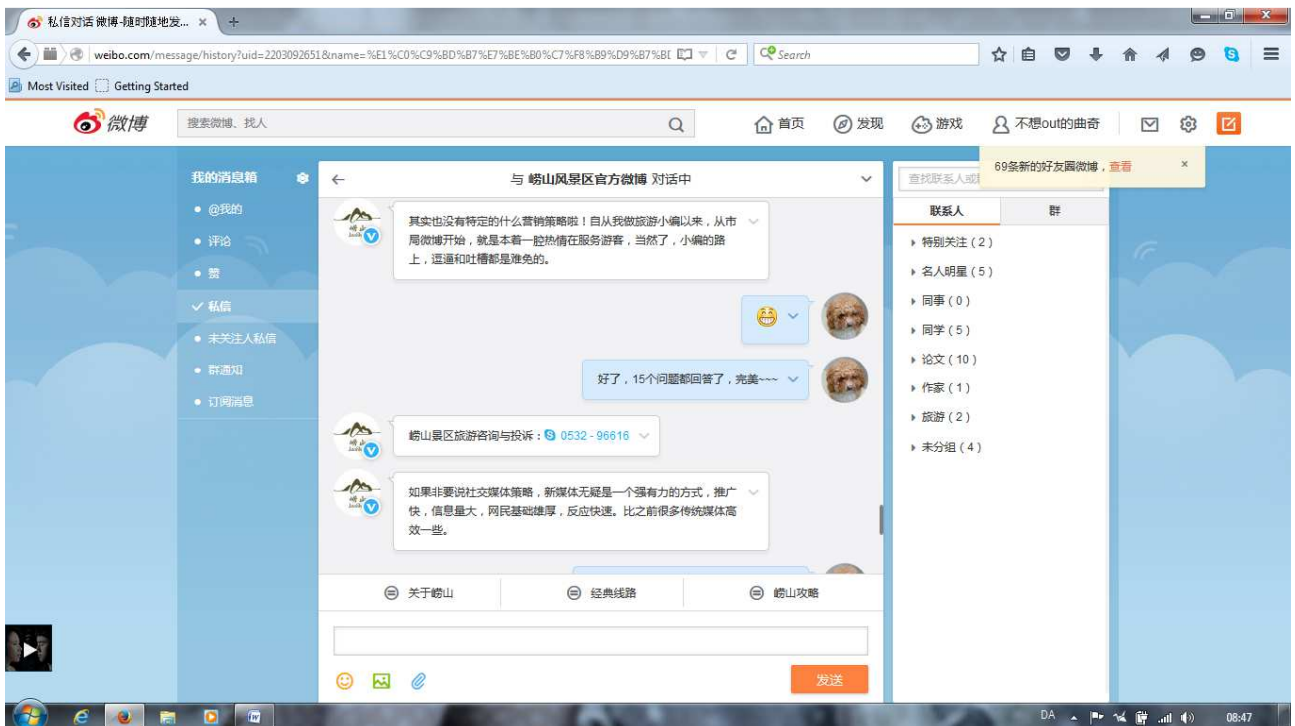 私信对话 微博-随时随地发...
weibo.com/message/history?uid=2203092651&name=%E1%C0%C9%BD%B7%E7%BE%B0%C7%F8%B9%D9%B7%BD
Search
Most Visited
Getting Started
微博
搜索微博、找人
首页
发现
游戏
不想out的曲奇
69条新的好友圈微博，查看
我的消息箱
@我的
评论
赞
私信
未关注人私信
群通知
订阅消息
与 崂山风景区官方微博 对话中
其实也没有特定的什么营销策略啦！自从我做旅游小编以来，从市
局微博开始，就是本着一腔热情在服务游客，当然了，小编的路
上，逗逼和吐槽都是难免的。
好了，15个问题都回答了，完美~~~
崂山景区旅游咨询与投诉：0532 - 96616
如果非要说社交媒体策略，新媒体无疑是一个强有力的方式，推广
快，信息量大，网民基础雄厚，反应快速。比之前很多传统媒体高
效一些。
关于崂山
经典线路
崂山攻略
发送
查找联系人或
联系人
群
特别关注 ( 2 )
名人明星 ( 5 )
同事 ( 0 )
同学 ( 5 )
论文 ( 10 )
作家 ( 1 )
旅游 ( 2 )
未分组 ( 4 )
DA
08:47